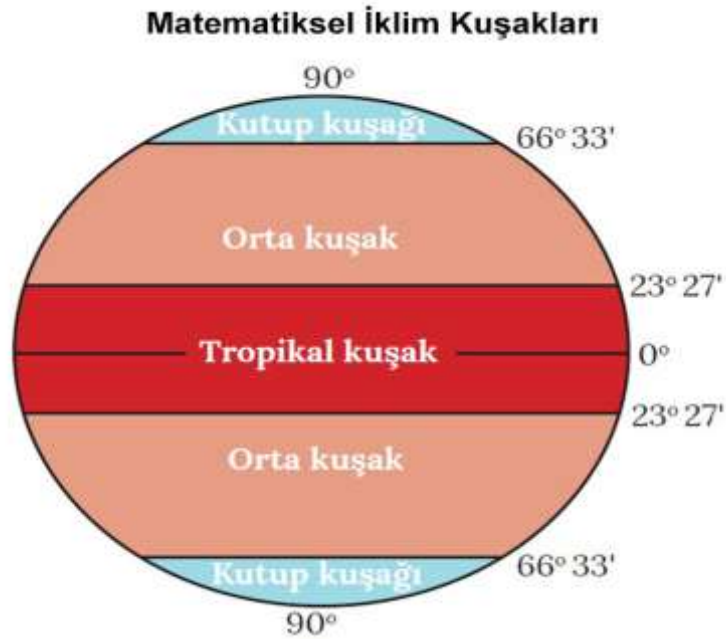 Matematiksel İklim Kuşakları
90°
Kutup kuşağı
66° 33'
Orta kuşak
23° 27'
Tropikal kuşak
0°
23° 27'
Orta kuşak
66° 33'
Kutup kuşağı
90°